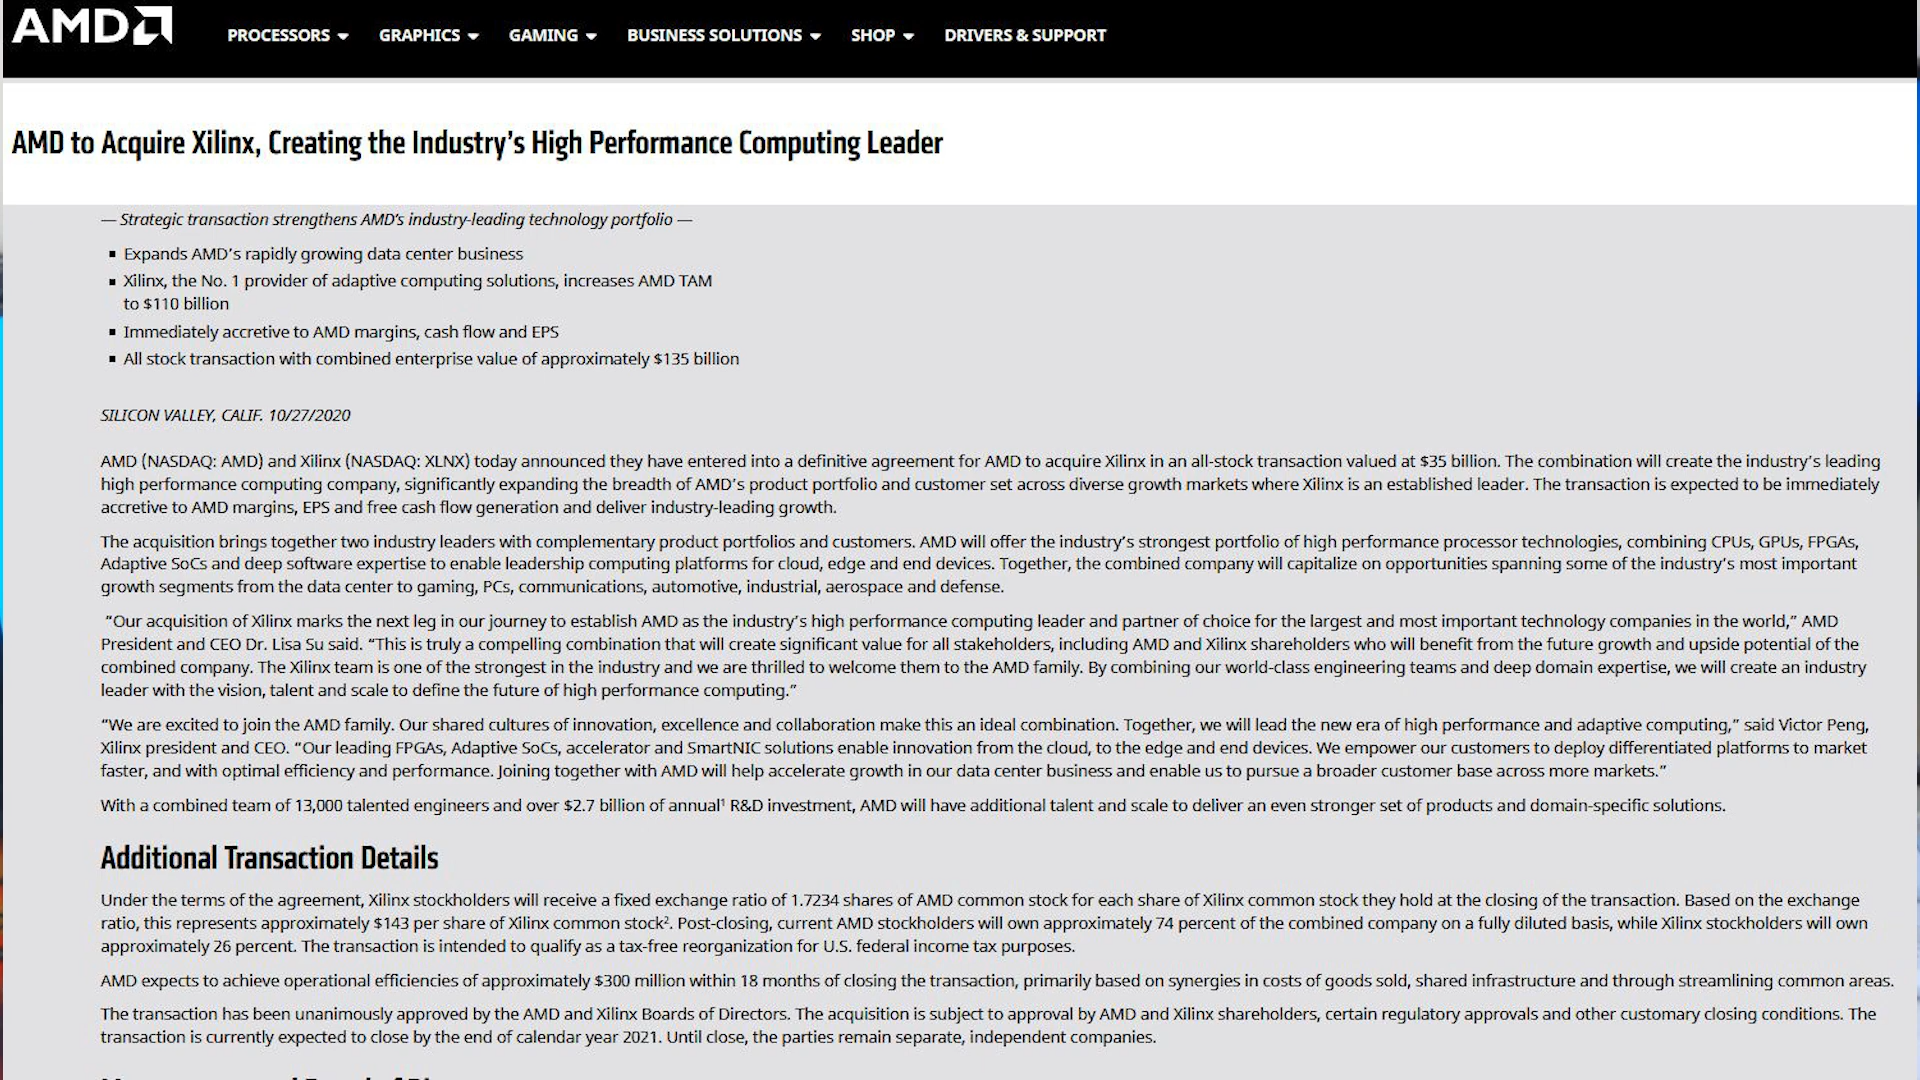 AMD
PROCESSORS GRAPHICS GAMING BUSINESS SOLUTIONS SHOP DRIVERS & SUPPORT
AMD to Acquire Xilinx, Creating the Industry’s High Performance Computing Leader
— Strategic transaction strengthens AMD’s industry-leading technology portfolio —
Expands AMD’s rapidly growing data center business
Xilinx, the No. 1 provider of adaptive computing solutions, increases AMD TAM
to $110 billion
Immediately accretive to AMD margins, cash flow and EPS
All stock transaction with combined enterprise value of approximately $135 billion
SILICON VALLEY, CALIF. 10/27/2020
AMD (NASDAQ: AMD) and Xilinx (NASDAQ: XLNX) today announced they have entered into a definitive agreement for AMD to acquire Xilinx in an all-stock transaction valued at $35 billion. The combination will create the industry’s leading
high performance computing company, significantly expanding the breadth of AMD’s product portfolio and customer set across diverse growth markets where Xilinx is an established leader. The transaction is expected to be immediately
accretive to AMD margins, EPS and free cash flow generation and deliver industry-leading growth.
The acquisition brings together two industry leaders with complementary product portfolios and customers. AMD will offer the industry’s strongest portfolio of high performance processor technologies, combining CPUs, GPUs, FPGAs,
Adaptive SoCs and deep software expertise to enable leadership computing platforms for cloud, edge and end devices. Together, the combined company will capitalize on opportunities spanning some of the industry’s most important
growth segments from the data center to gaming, PCs, communications, automotive, industrial, aerospace and defense.
“Our acquisition of Xilinx marks the next leg in our journey to establish AMD as the industry’s high performance computing leader and partner of choice for the largest and most important technology companies in the world,” AMD
President and CEO Dr. Lisa Su said. “This is truly a compelling combination that will create significant value for all stakeholders, including AMD and Xilinx shareholders who will benefit from the future growth and upside potential of the
combined company. The Xilinx team is one of the strongest in the industry and we are thrilled to welcome them to the AMD family. By combining our world-class engineering teams and deep domain expertise, we will create an industry
leader with the vision, talent and scale to define the future of high performance computing.”
“We are excited to join the AMD family. Our shared cultures of innovation, excellence and collaboration make this an ideal combination. Together, we will lead the new era of high performance and adaptive computing,” said Victor Peng,
Xilinx president and CEO. “Our leading FPGAs, Adaptive SoCs, accelerator and SmartNIC solutions enable innovation from the cloud, to the edge and end devices. We empower our customers to deploy differentiated platforms to market
faster, and with optimal efficiency and performance. Joining together with AMD will help accelerate growth in our data center business and enable us to pursue a broader customer base across more markets.”
With a combined team of 13,000 talented engineers and over $2.7 billion of annual¹ R&D investment, AMD will have additional talent and scale to deliver an even stronger set of products and domain-specific solutions.
Additional Transaction Details
Under the terms of the agreement, Xilinx stockholders will receive a fixed exchange ratio of 1.7234 shares of AMD common stock for each share of Xilinx common stock they hold at the closing of the transaction. Based on the exchange
ratio, this represents approximately $143 per share of Xilinx common stock². Post-closing, current AMD stockholders will own approximately 74 percent of the combined company on a fully diluted basis, while Xilinx stockholders will own
approximately 26 percent. The transaction is intended to qualify as a tax-free reorganization for U.S. federal income tax purposes.
AMD expects to achieve operational efficiencies of approximately $300 million within 18 months of closing the transaction, primarily based on synergies in costs of goods sold, shared infrastructure and through streamlining common areas.
The transaction has been unanimously approved by the AMD and Xilinx Boards of Directors. The acquisition is subject to approval by AMD and Xilinx shareholders, certain regulatory approvals and other customary closing conditions. The
transaction is currently expected to close by the end of calendar year 2021. Until close, the parties remain separate, independent companies.